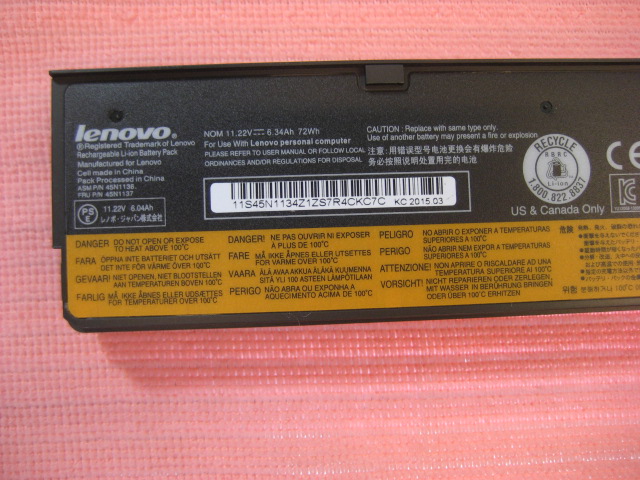 lenovo
®Registered Trademark of Lenovo
Rechargeable Li-ion Battery Pack
Manufactured for Lenovo
Cell made in China
Pack Processed in China
ASM P/N 45N1136
FRU P/N 45N1137
PS E
11.22V 6.04Ah
レノボ・ジャパン株式会社
NOM 11.22V⎓ 6.34Ah 72Wh
For Use With Lenovo personal computer
PLEASE REFER TO USER MANUAL OR FOLLOW LOCAL
ORDINANCES AND/OR REGULATIONS FOR DISPOSAL
11S45N1134Z1ZS7R4CKC7C
KC 2015 03
CAUTION : Replace with same type only.
Use of another battery may present a fire or explosion
注意: 用错误型号电池更换会有爆炸危险
务必按照说明处置用完的电池
RECYCLE
RBRC
Li-ion
1.800.822.8837
US & Canada Only
CE
DANGER DO NOT OPEN OR EXPOSE
TO HEAT ABOVE 100°C
FARA ÖPPNA INTE BATTERIET OCH UTSÄTT
DET INTE FÖR VÄRME ÖVER 100°C
GEVAAR! NIET OPENEN, NIET BLOOTSTELLEN
AAN TEMPERATUREN BOVEN 100°C
FARLIG MÅ IKKE ÅBNES ELLER UDSÆTTES
FOR TEMPERATURER OVER 100°C
DANGER! NE PAS OUVRIR NI EXPOSER
À PLUS DE 100°C
FARE MÅ IKKE ÅPNES ELLER UTSETTES
FOR VARME OVER 100°C
VAARA ÄLÄ AVAA AKKUA ÄLÄKÄ KUUMENNA
SITÄ YLI 100 ASTEEN LÄMPÖTILAAN
PERIGO NÃO ABRA OU EXPONHA A
AQUECIMENTO ACIMA DE 100°C
PELIGRO NO ABRIR O EXPONER A TEMPERATURAS
SUPERIORES A 100°C
PERIGO NÃO ABRIR NEM EXPOR A TEMPERATURAS
SUPERIORES A 100°C
ATTENZIONE! NON APRIRE O RISCALDARE AD UNA
TEMPERATURA SUPERIORE AI 100°C
VORSICHT! NICHT REPARIEREN ODER ZERLEGEN,
MIT WASSER IN BERÜHRUNG BRINGEN
ODER ÜBER 100°C ERHITZEN
危険
위험